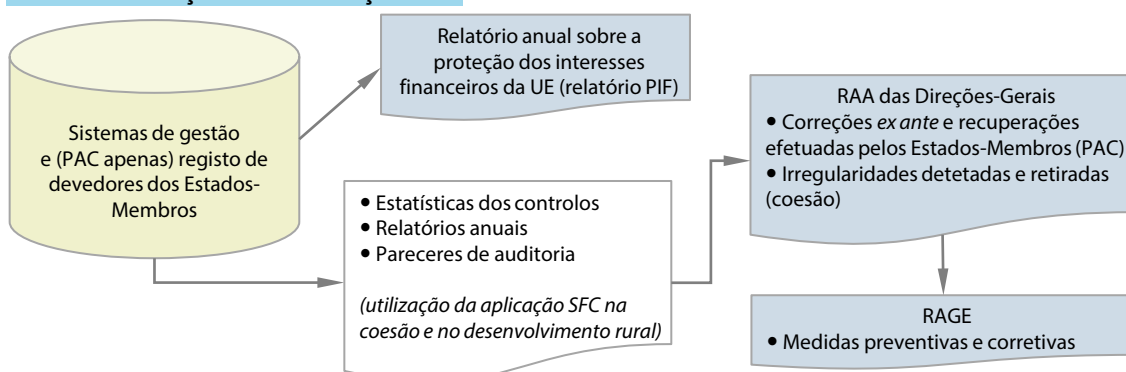 Relatório anual sobre a
proteção dos interesses
financeiros da UE (relatório PIF)
Sistemas de gestão
e (PAC apenas) registo de
devedores dos Estados-
Membros
• Estatísticas dos controlos
• Relatórios anuais
• Pareceres de auditoria
(utilização da aplicação SFC na
coesão e no desenvolvimento rural)
RAA das Direções-Gerais
• Correções ex ante e recuperações
efetuadas pelos Estados-Membros (PAC)
• Irregularidades detetadas e retiradas
(coesão)
RAGE
• Medidas preventivas e corretivas